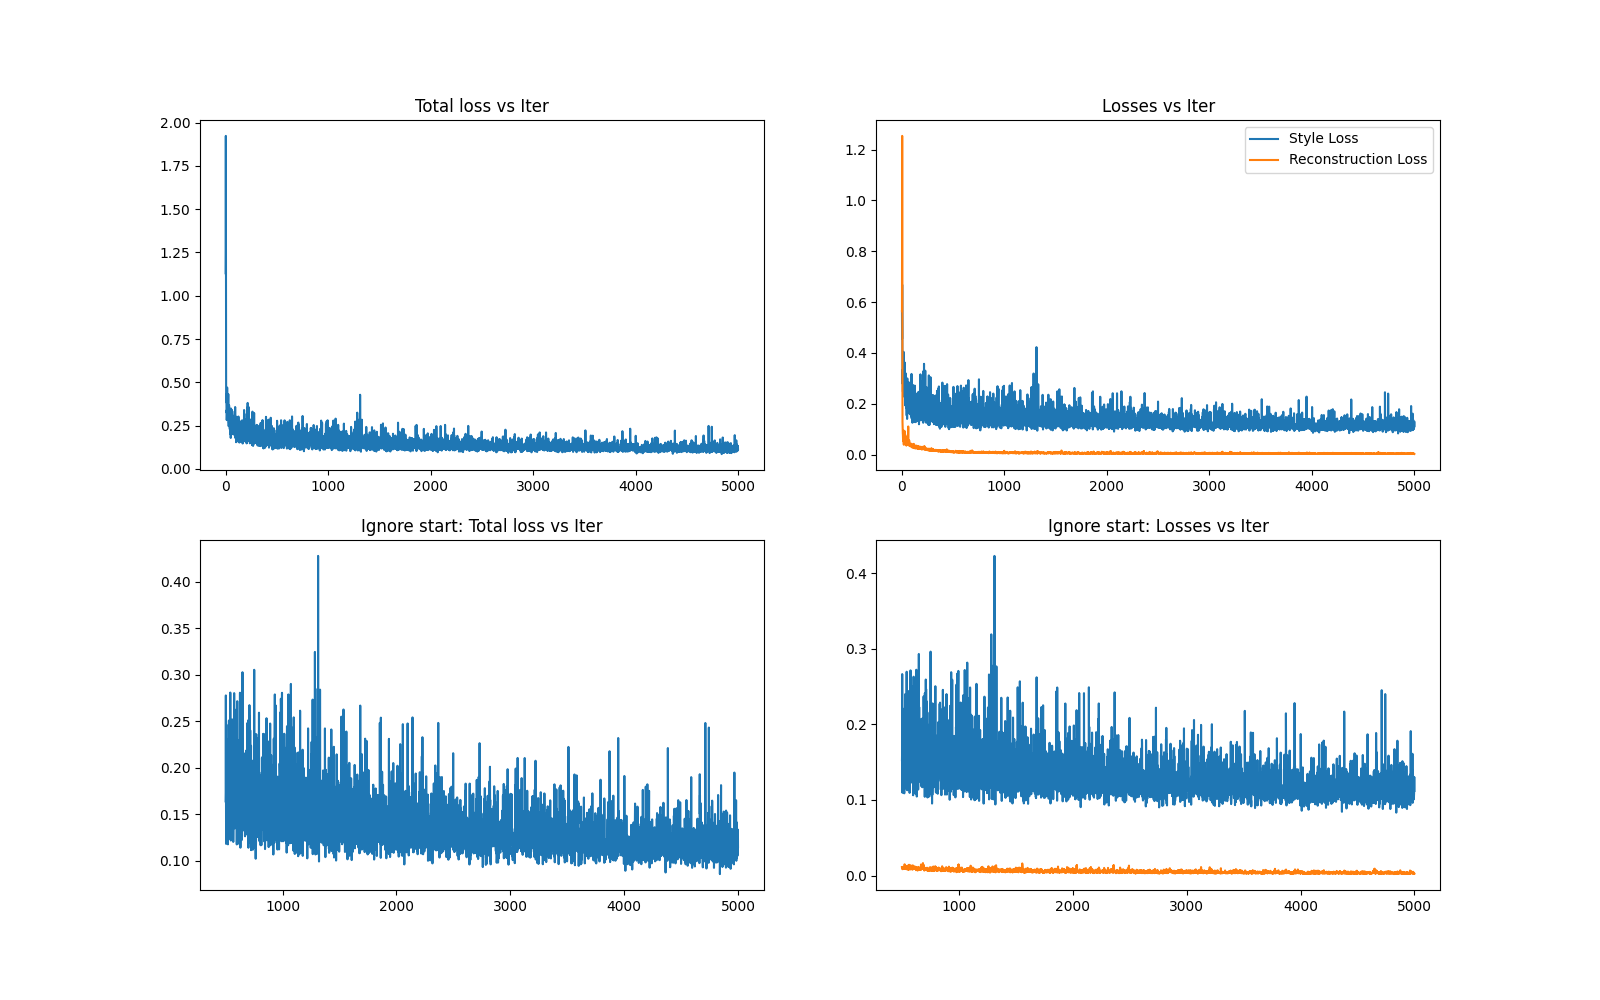 Total loss vs Iter
2.00
1.75
1.50
1.25
1.00
0.75
0.50
0.25
0.00
0 1000 2000 3000 4000 5000
Losses vs Iter
Style Loss
Reconstruction Loss
1.2
1.0
0.8
0.6
0.4
0.2
0.0
0 1000 2000 3000 4000 5000
Ignore start: Total loss vs Iter
0.40
0.35
0.30
0.25
0.20
0.15
0.10
1000 2000 3000 4000 5000
Ignore start: Losses vs Iter
0.4
0.3
0.2
0.1
0.0
1000 2000 3000 4000 5000